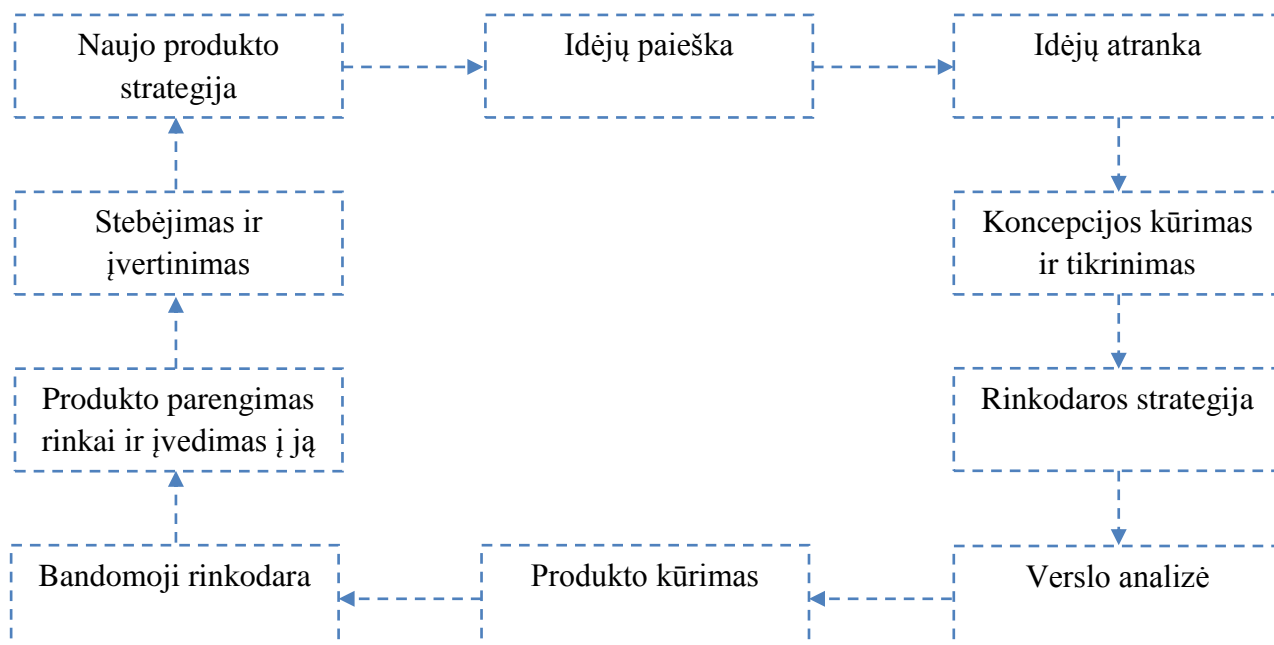 Naujo produkto
strategija
Idėjų paieška
Idėjų atranka
Stebėjimas ir
įvertinimas
Koncepcijos kūrimas
ir tikrinimas
Produkto parengimas
rinkai ir įvedimas į ją
Rinkodaros strategija
Bandomoji rinkodara
Produkto kūrimas
Verslo analizė